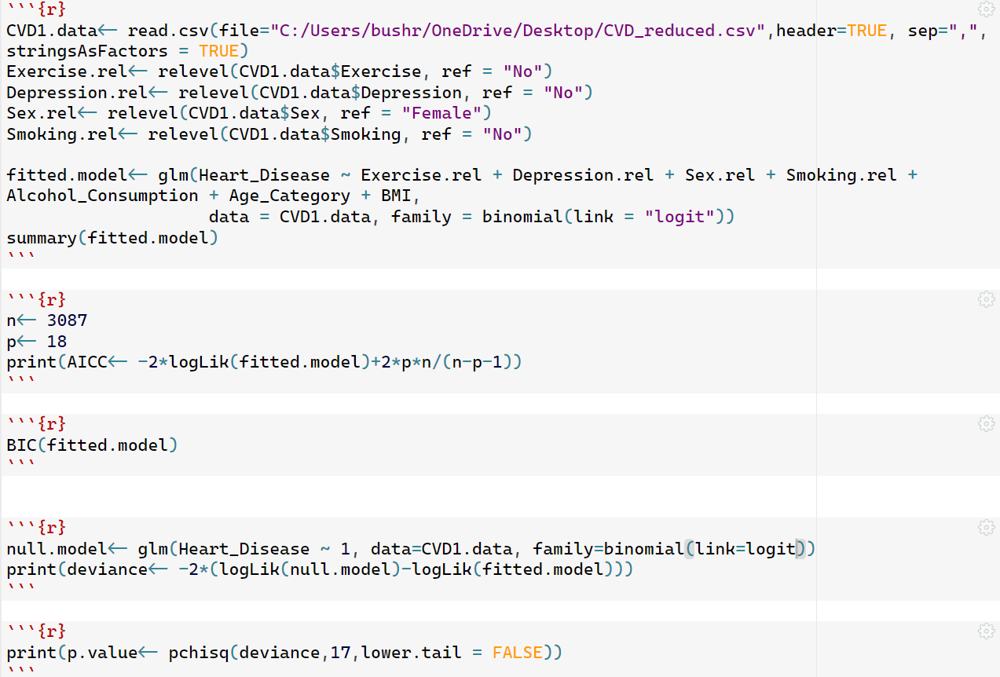 ```{r}
CVD1.data<- read.csv(file="C:/Users/bushr/OneDrive/Desktop/CVD_reduced.csv",header=TRUE, sep=",",
stringsAsFactors = TRUE)
Exercise.rel<- relevel(CVD1.data$Exercise, ref = "No")
Depression.rel<- relevel(CVD1.data$Depression, ref = "No")
Sex.rel<- relevel(CVD1.data$Sex, ref = "Female")
Smoking.rel<- relevel(CVD1.data$Smoking, ref = "No")
fitted.model<- glm(Heart_Disease ~ Exercise.rel + Depression.rel + Sex.rel + Smoking.rel +
Alcohol_Consumption + Age_Category + BMI,
data = CVD1.data, family = binomial(link = "logit"))
summary(fitted.model)
```
```{r}
n<- 3087
p<- 18
print(AICC<- -2*logLik(fitted.model)+2*p*n/(n-p-1))
```
```{r}
BIC(fitted.model)
```
```{r}
null.model<- glm(Heart_Disease ~ 1, data=CVD1.data, family=binomial(link=logit))
print(deviance<- -2*(logLik(null.model)-logLik(fitted.model)))
```
```{r}
print(p.value<- pchisq(deviance,17,lower.tail = FALSE))
```